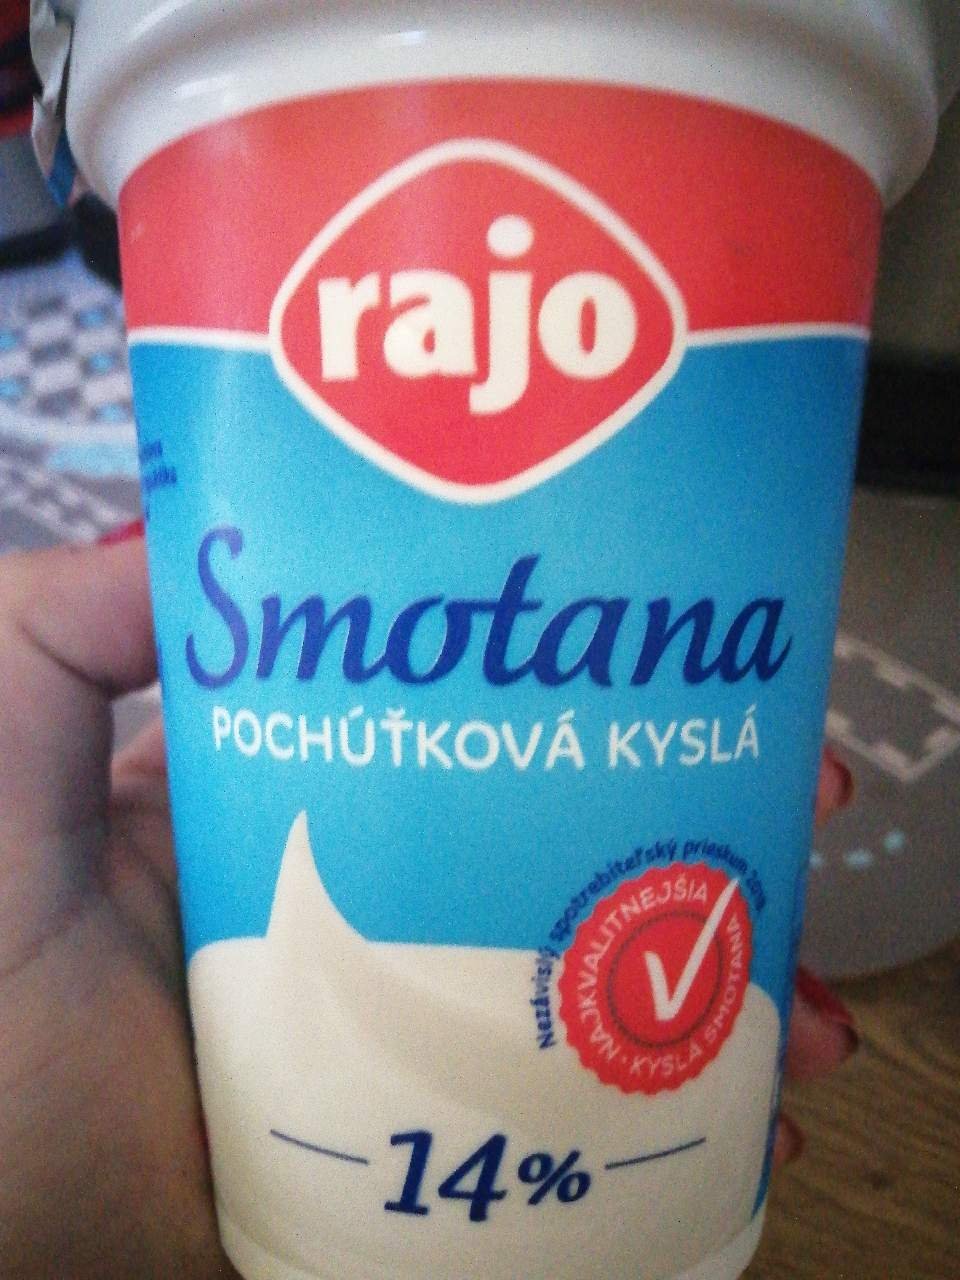 rajo
Smotana
POCHÚŤKOVÁ KYSLÁ
Nezávislý spotrebiteľský prieskum
NAJKVALITNEJŠIA
KYSLÁ SMOTANA
14%